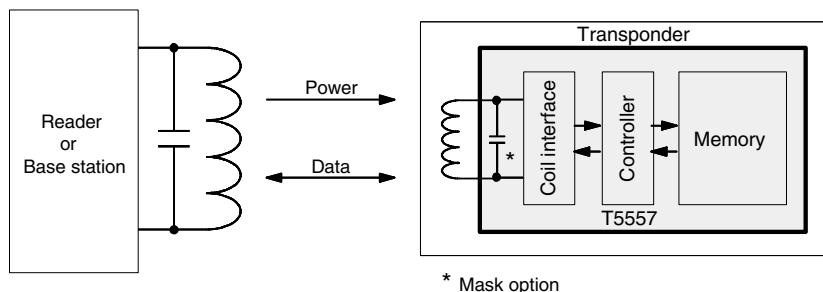 Reader
or
Base station
Power
Data
Transponder
Coil interface
Controller
Memory
*
T5557
* Mask option